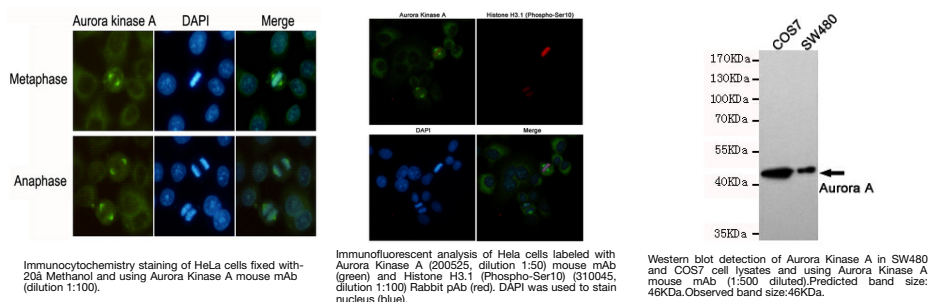 Aurora kinase A DAPI Merge
Metaphase
Anaphase
Immunocytochemistry staining of HeLa cells fixed with-
20â Methanol and using Aurora Kinase A mouse mAb
(dilution 1:100).
Aurora Kinase A Histone H3.1 (Phospho-Ser10)
DAPI Merge
Immunofluorescent analysis of Hela cells labeled with
Aurora Kinase A (200525, dilution 1:50) mouse mAb
(green) and Histone H3.1 (Phospho-Ser10) (310045,
dilution 1:100) Rabbit pAb (red). DAPI was used to stain
nucleus (blue).
COS7 SW480
170KDa
130KDa
100KDa
70KDa
55KDa
40KDa
Aurora A
35KDa
Western blot detection of Aurora Kinase A in SW480
and COS7 cell lysates and using Aurora Kinase A
mouse mAb (1:500 diluted).Predicted band size:
46KDa.Observed band size:46KDa.